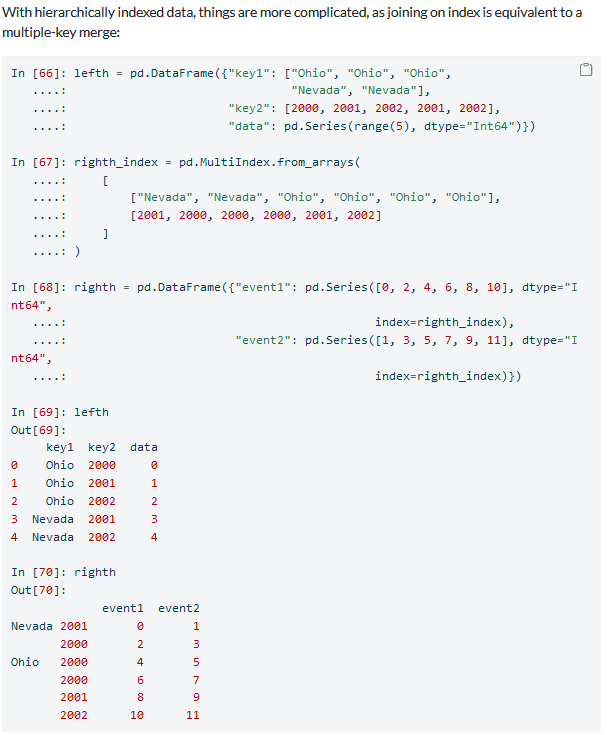 With hierarchically indexed data, things are more complicated, as joining on index is equivalent to a
multiple-key merge:
In [66]: lefth = pd.DataFrame({"key1": ["Ohio", "Ohio", "Ohio",
   ....:                                "Nevada", "Nevada"],
   ....:                       "key2": [2000, 2001, 2002, 2001, 2002],
   ....:                       "data": pd.Series(range(5), dtype="Int64")})
In [67]: righth_index = pd.MultiIndex.from_arrays(
   ....:     [
   ....:         ["Nevada", "Nevada", "Ohio", "Ohio", "Ohio", "Ohio"],
   ....:         [2001, 2000, 2000, 2000, 2001, 2002]
   ....:     ]
   ....: )
In [68]: righth = pd.DataFrame({"event1": pd.Series([0, 2, 4, 6, 8, 10], dtype="I
nt64",
   ....:                                            index=righth_index),
   ....:                        "event2": pd.Series([1, 3, 5, 7, 9, 11], dtype="I
nt64",
   ....:                                            index=righth_index)})
In [69]: lefth
Out[69]:
     key1  key2  data
0    Ohio  2000     0
1    Ohio  2001     1
2    Ohio  2002     2
3  Nevada  2001     3
4  Nevada  2002     4
In [70]: righth
Out[70]:
             event1  event2
Nevada 2001       0       1
       2000       2       3
Ohio   2000       4       5
       2000       6       7
       2001       8       9
       2002      10      11